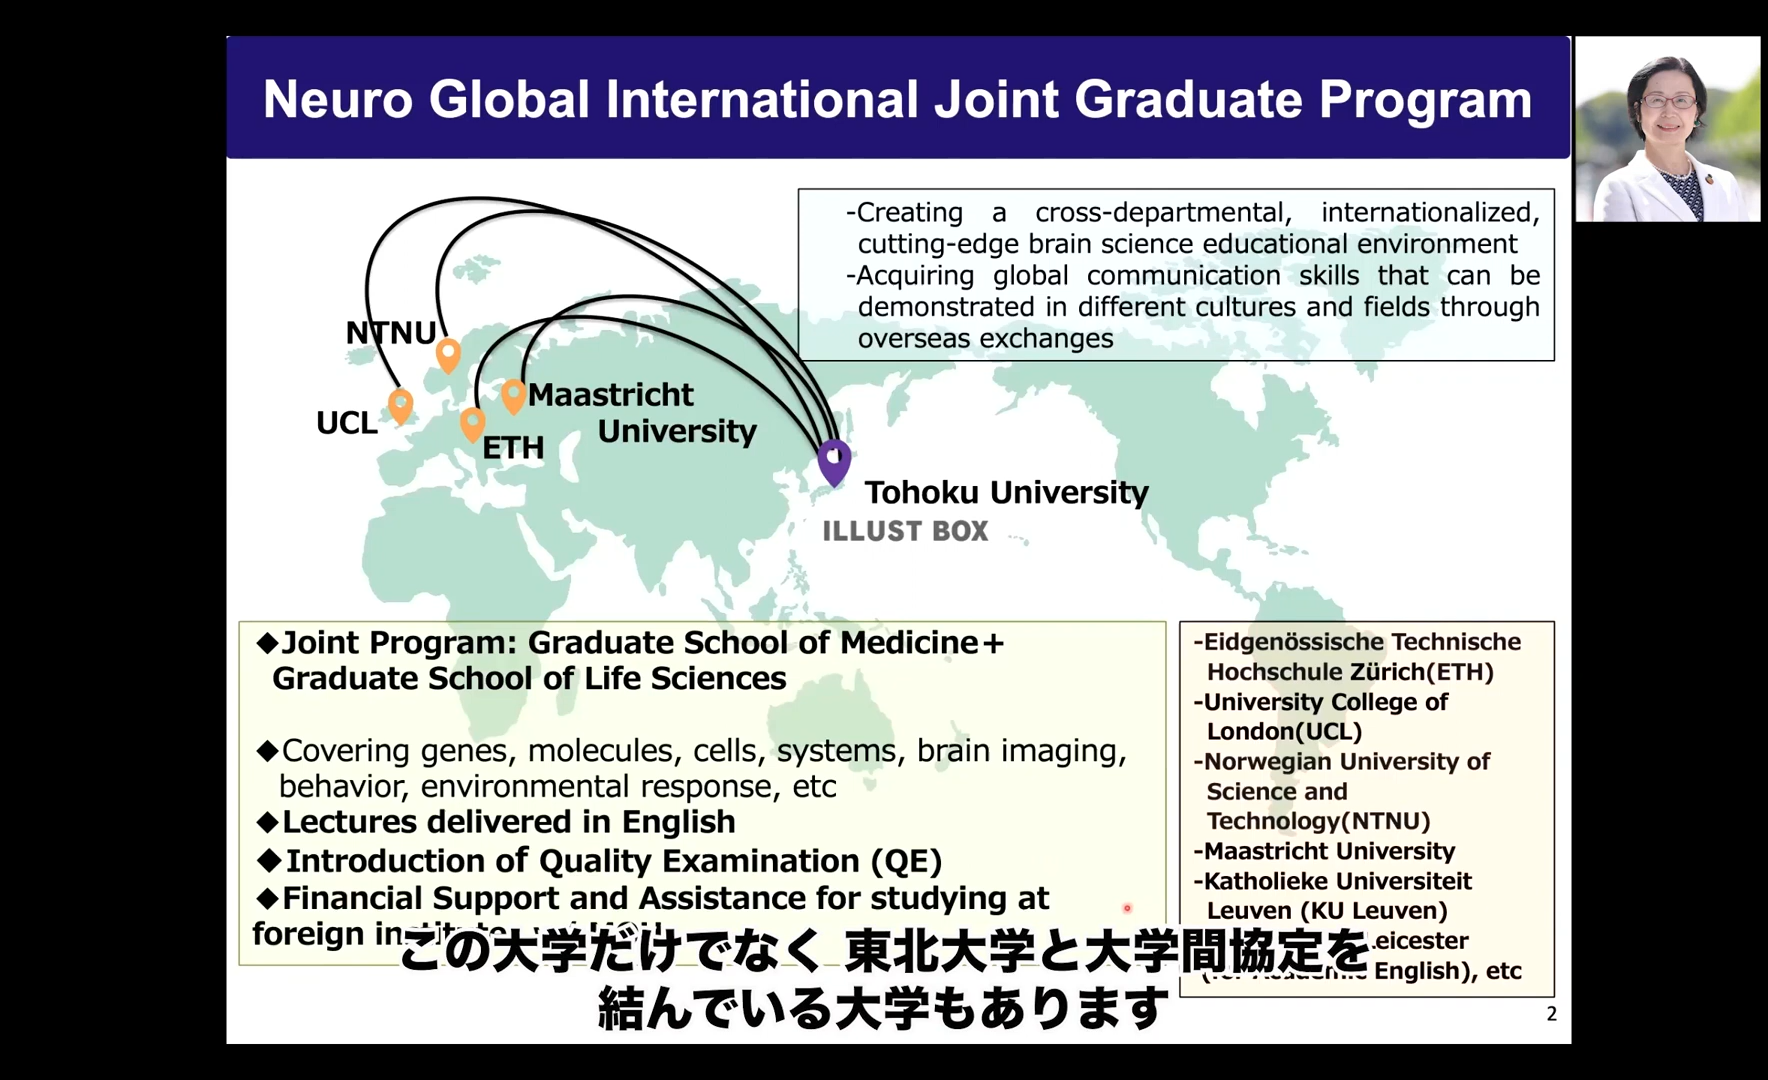 Neuro Global International Joint Graduate Program
-Creating a cross-departmental, internationalized,
cutting-edge brain science educational environment
-Acquiring global communication skills that can be
demonstrated in different cultures and fields through
overseas exchanges
NTNU
Maastricht
University
UCL
ETH
Tohoku University
ILLUST BOX
◆Joint Program: Graduate School of Medicine+
Graduate School of Life Sciences
◆Covering genes, molecules, cells, systems, brain imaging,
behavior, environmental response, etc
◆Lectures delivered in English
◆Introduction of Quality Examination (QE)
◆Financial Support and Assistance for studying at
foreign
-Eidgenössische Technische
Hochschule Zürich(ETH)
-University College of
London(UCL)
-Norwegian University of
Science and
Technology(NTNU)
-Maastricht University
-Katholieke Universiteit
Leuven (KU Leuven)
Leicester
English), etc
この大学だけでなく 東北大学と大学間協定を
結んでいる大学もあります
2